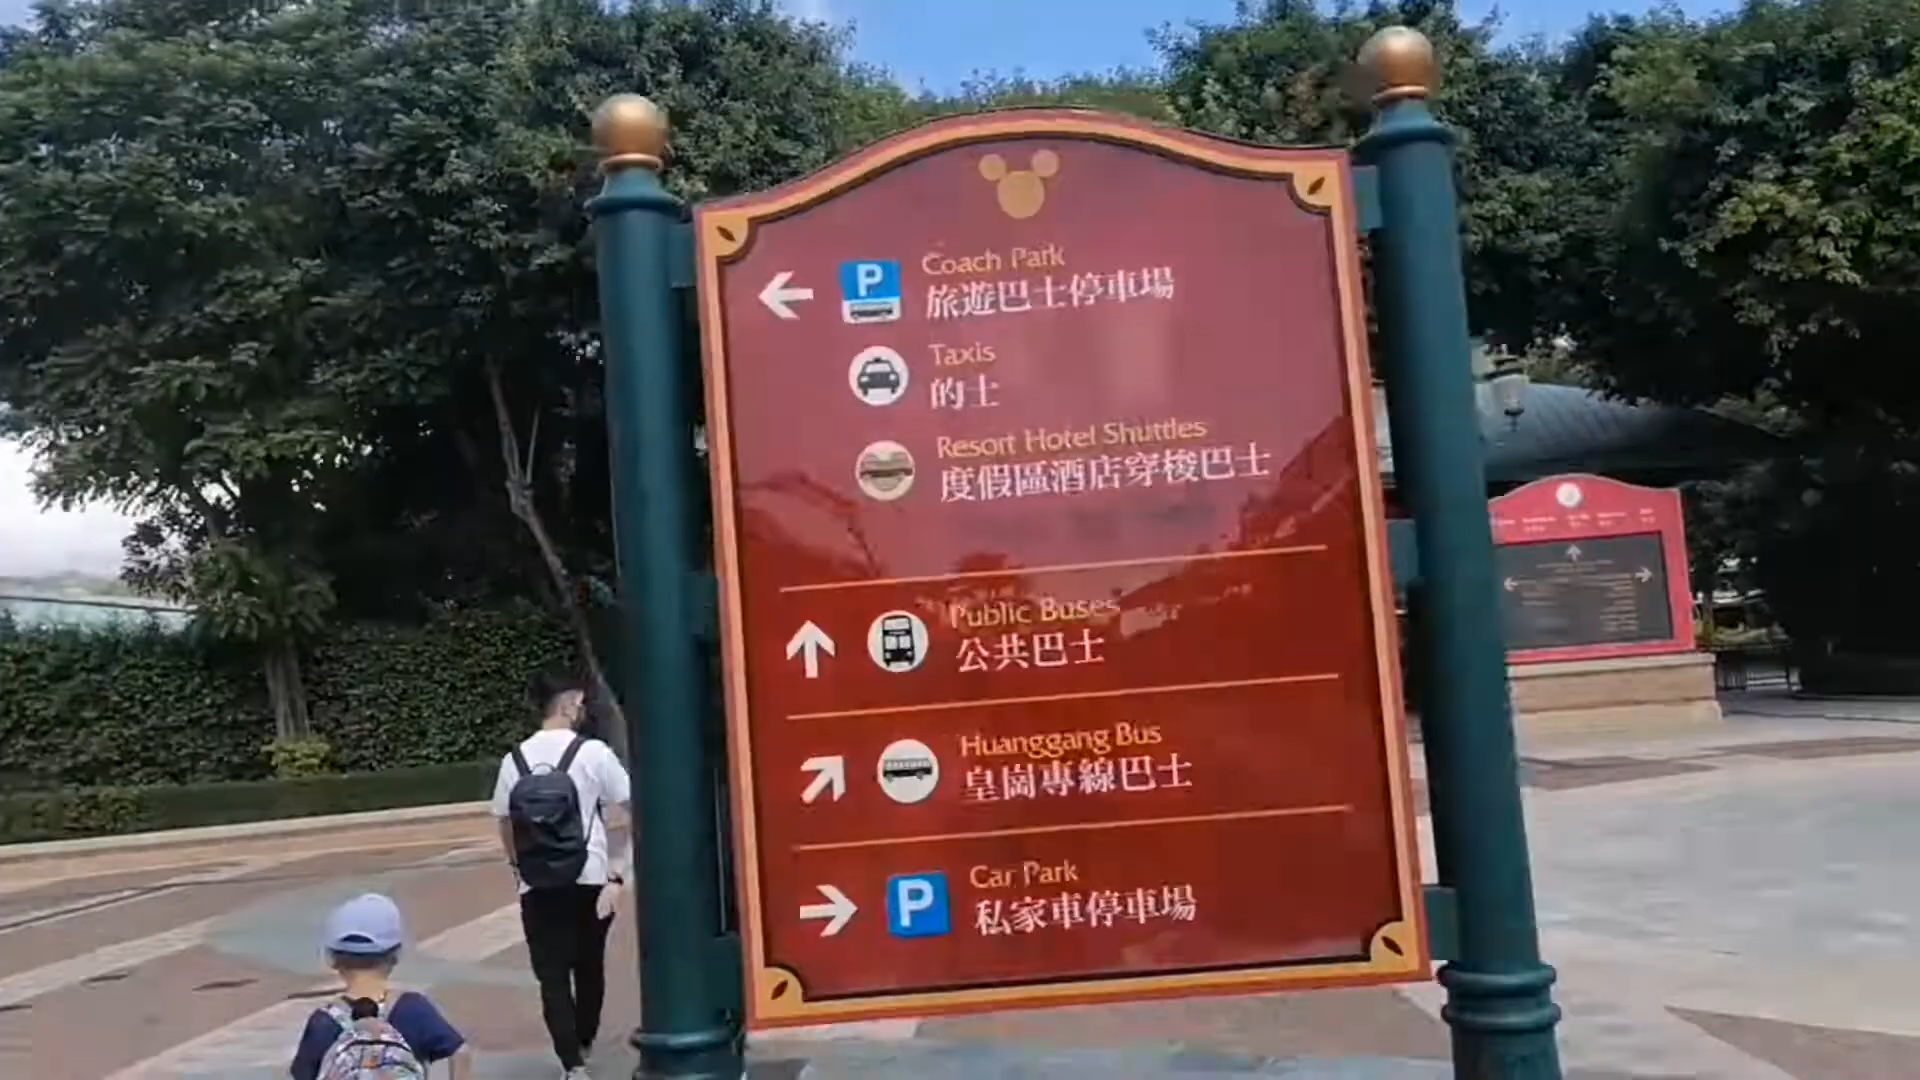 P
Coach Park
旅遊巴士停車場
Taxis
的士
Resort Hotel Shuttles
度假區酒店穿梭巴士
Public Buses
公共巴士
Huanggang Bus
皇崗專線巴士
P
Car Park
私家車停車場